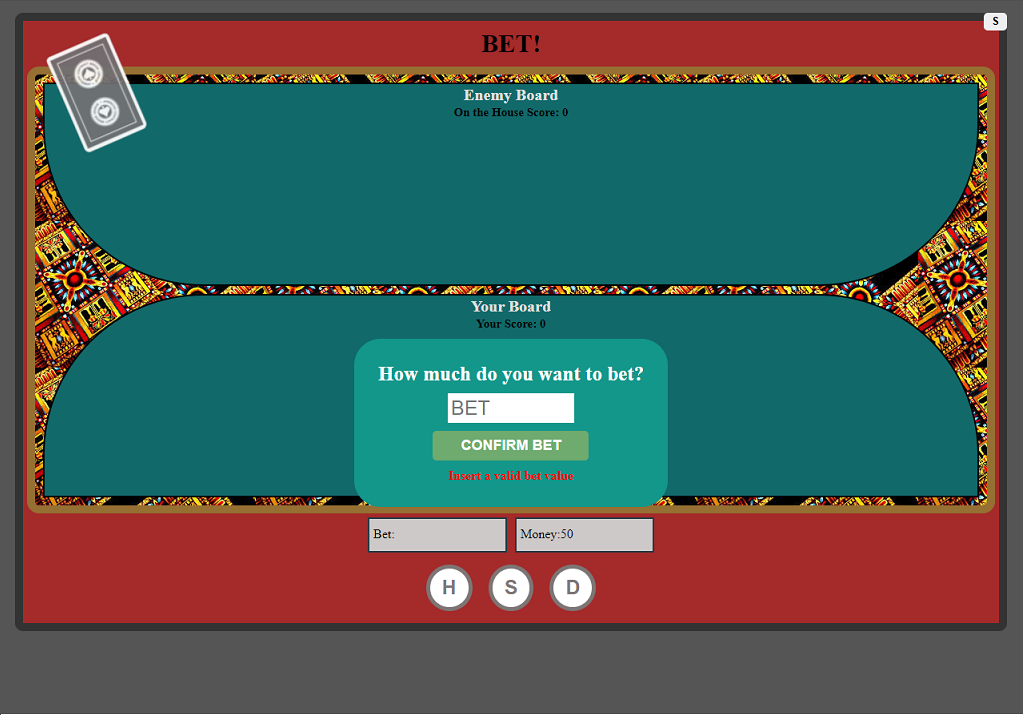 S
BET!
Enemy Board
On the House Score: 0
Your Board
Your Score: 0
How much do you want to bet?
BET
CONFIRM BET
Insert a valid bet value
Bet: Money:50
H S D